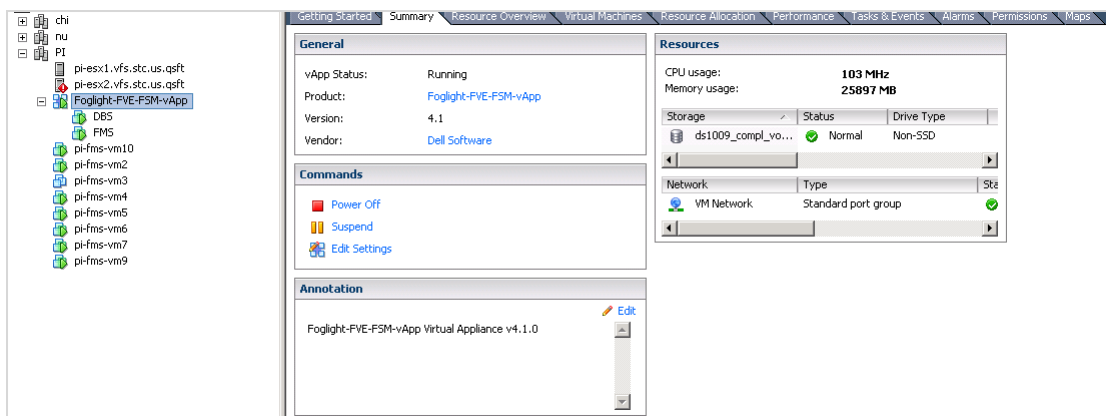 chi
nu
PI
pi-esx1.vfs.stc.us.qsft
pi-esx2.vfs.stc.us.qsft
Foglight-FVE-FSM-vApp
DBS
FMS
pi-fms-vm10
pi-fms-vm2
pi-fms-vm3
pi-fms-vm4
pi-fms-vm5
pi-fms-vm6
pi-fms-vm7
pi-fms-vm9
Getting Started Summary Resource Overview Virtual Machines Resource Allocation Performance Tasks & Events Alarms Permissions Maps
General
vApp Status: Running
Product: Foglight-FVE-FSM-vApp
Version: 4.1
Vendor: Dell Software
Commands
Power Off
Suspend
Edit Settings
Annotation
Edit
Foglight-FVE-FSM-vApp Virtual Appliance v4.1.0
Resources
CPU usage: 103 MHz
Memory usage: 25897 MB
Storage Status Drive Type
ds1009_compl_vo... Normal Non-SSD
Network Type Sta
VM Network Standard port group